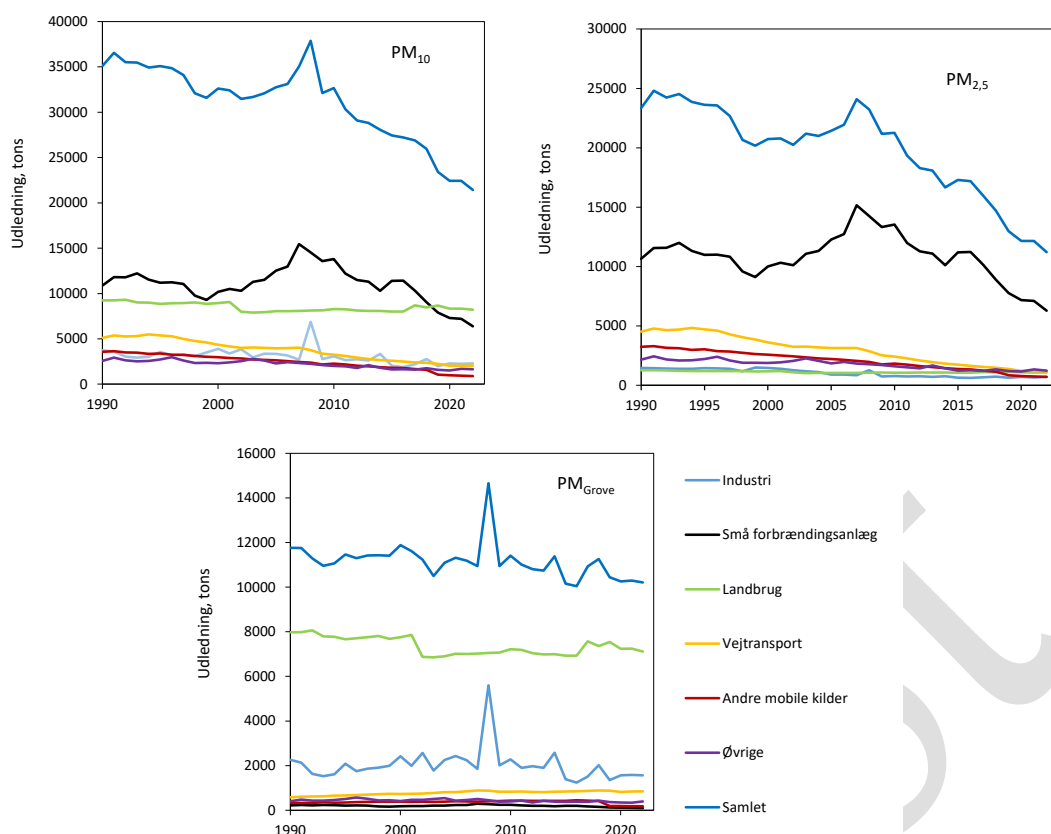 PM10
Udledning, tons
40000
35000
30000
25000
20000
15000
10000
5000
0
1990 2000 2010 2020
PM2,5
Udledning, tons
30000
25000
20000
15000
10000
5000
0
1990 1995 2000 2005 2010 2015 2020
PMGrove
Udledning, tons
16000
14000
12000
10000
8000
6000
4000
2000
0
1990 2000 2010 2020
Industri
Små forbrændingsanlæg
Landbrug
Vejtransport
Andre mobile kilder
Øvrige
Samlet